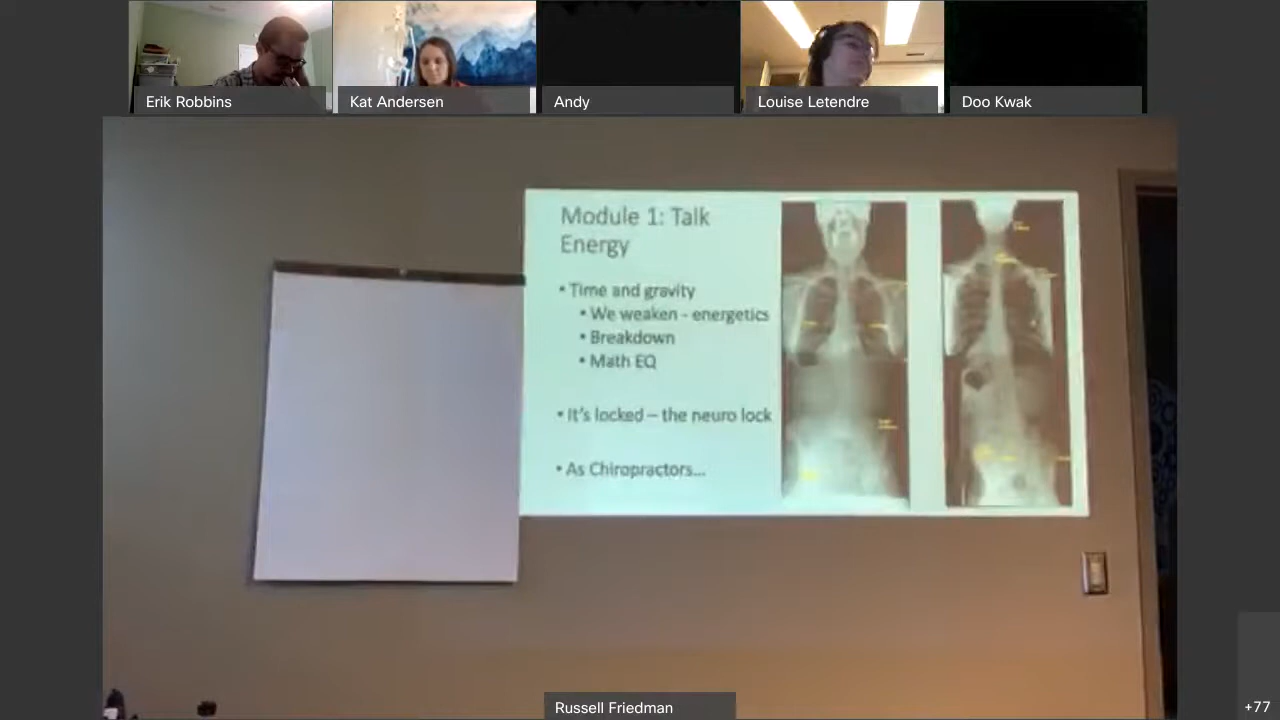 Erik Robbins
Kat Andersen
Andy
Louise Letendre
Doo Kwak
Module 1: Talk
Energy
• Time and gravity
• We weaken - energetics
• Breakdown
• Math EQ
• It's locked – the neuro lock
• As Chiropractors...
Russell Friedman
+77